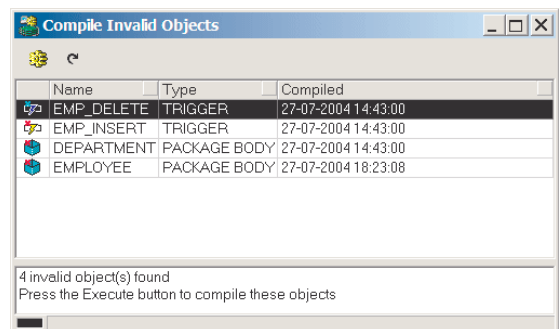 Compile Invalid Objects
Name Type Compiled
EMP_DELETE TRIGGER 27-07-2004 14:43:00
EMP_INSERT TRIGGER 27-07-2004 14:43:00
DEPARTMENT PACKAGE BODY 27-07-2004 14:43:00
EMPLOYEE PACKAGE BODY 27-07-2004 18:23:08
4 invalid object(s) found
Press the Execute button to compile these objects